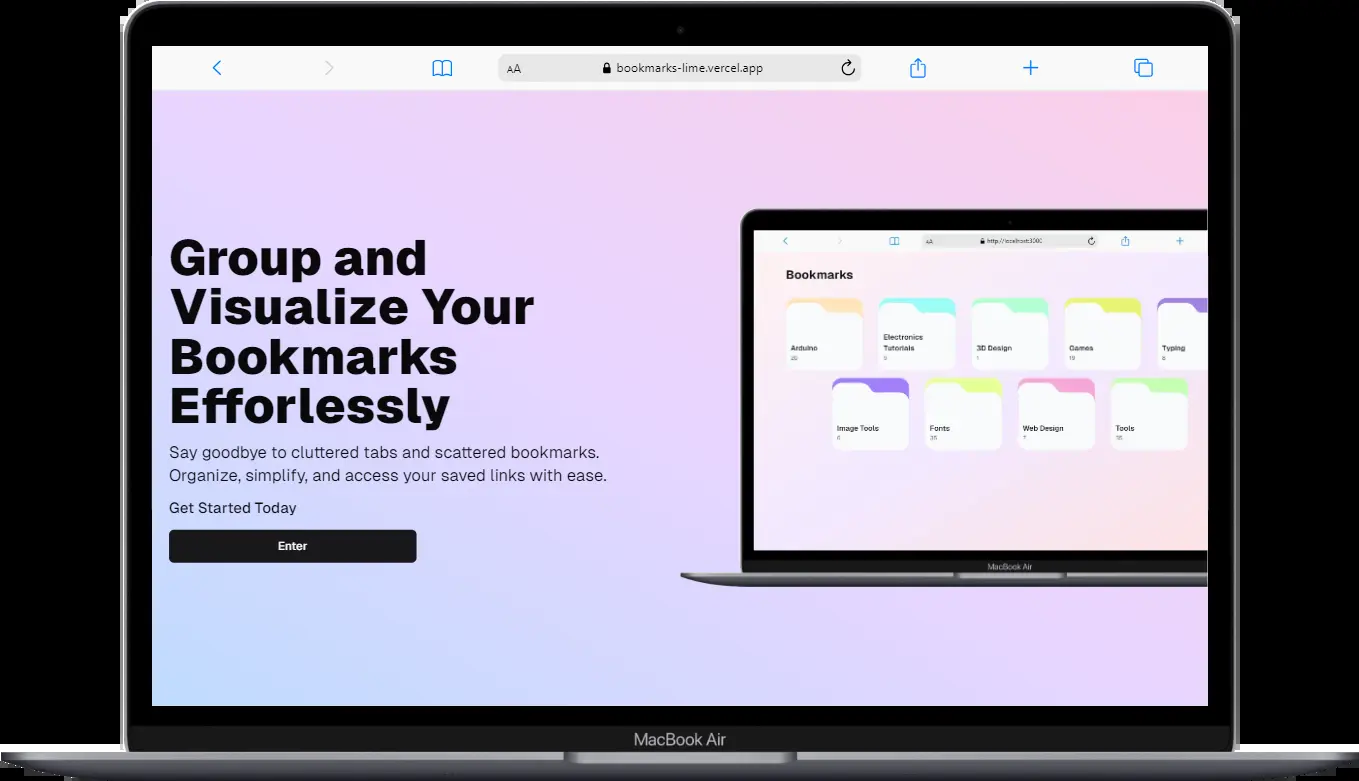 AA
bookmarks-lime.vercel.app
Group and
Visualize Your
Bookmarks
Efforlessly
Say goodbye to cluttered tabs and scattered bookmarks.
Organize, simplify, and access your saved links with ease.
Get Started Today
Enter
AA
http://localhost:3000
Bookmarks
Arduino
20
Electronics
Tutorials
5
3D Design
1
Games
19
Typing
8
Image Tools
6
Fonts
35
Web Design
7
Tools
MacBook Air
MacBook Air